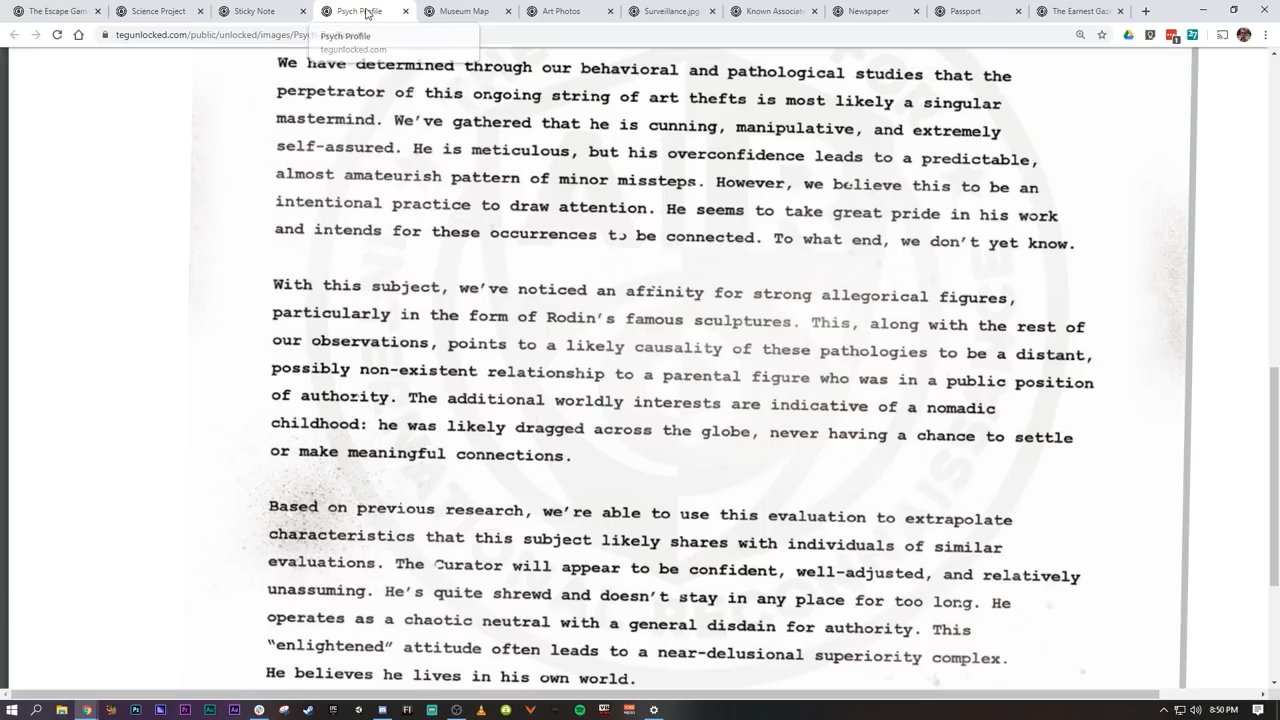 The Escape Gam
Science Project
Sticky Note
Psych Profile
Museum Map
Art Photos
Surveillance.jpg
Known Associat
Newspaper
Passport
The Earnest Gaz
tegunlocked.com/public/unlocked/images/Psyc
Psych Profile
tegunlocked.com
We have determined through our behavioral and pathological studies that the
perpetrator of this ongoing string of art thefts is most likely a singular
mastermind. We've gathered that he is cunning, manipulative, and extremely
self-assured. He is meticulous, but his overconfidence leads to a predictable,
almost amateurish pattern of minor missteps. However, we believe this to be an
intentional practice to draw attention. He seems to take great pride in his work
and intends for these occurrences to be connected. To what end, we don't yet know.
With this subject, we've noticed an affinity for strong allegorical figures,
particularly in the form of Rodin's famous sculptures. This, along with the rest of
our observations, points to a likely causality of these pathologies to be a distant,
possibly non-existent relationship to a parental figure who was in a public position
of authority. The additional worldly interests are indicative of a nomadic
childhood: he was likely dragged across the globe, never having a chance to settle
or make meaningful connections.
Based on previous research, we're able to use this evaluation to extrapolate
characteristics that this subject likely shares with individuals of similar
evaluations. The Curator will appear to be confident, well-adjusted, and relatively
unassuming. He's quite shrewd and doesn't stay in any place for too long. He
operates as a chaotic neutral with a general disdain for authority. This
"enlightened" attitude often leads to a near-delusional superiority complex.
He believes he lives in his own world.
8:50 PM